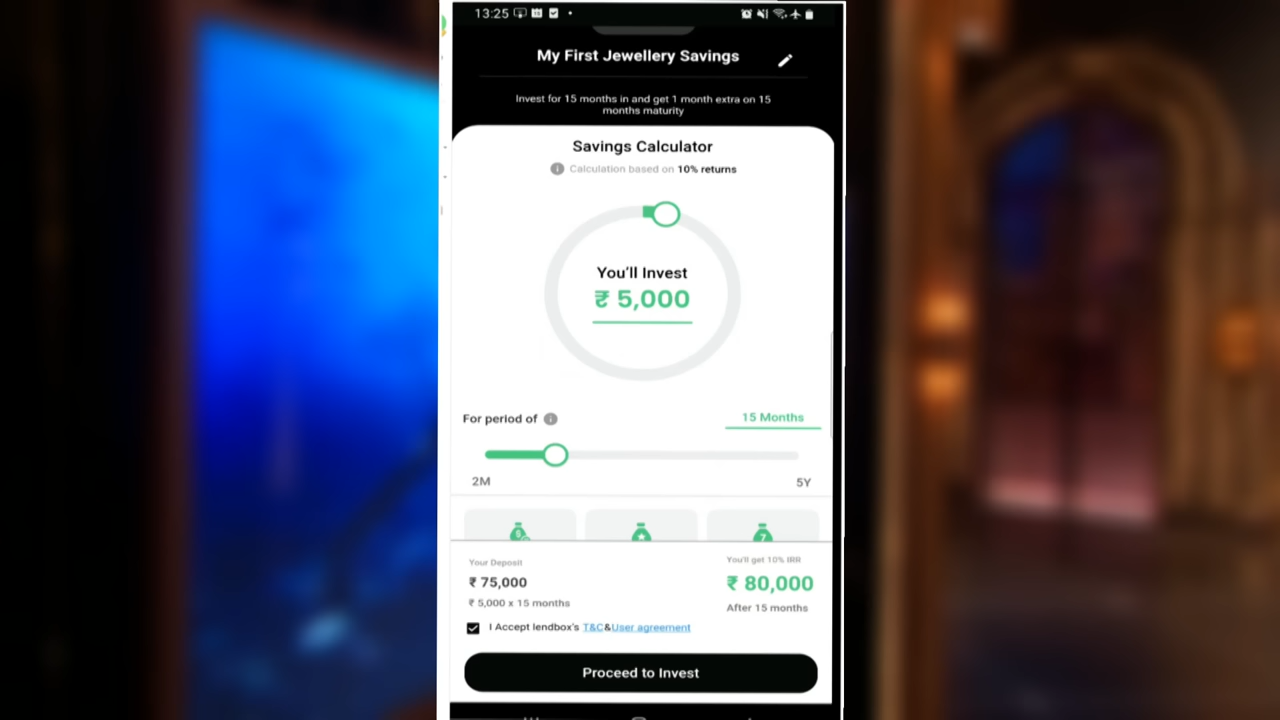 13:25
My First Jewellery Savings
Invest for 15 months in and get 1 month extra on 15
months maturity
Savings Calculator
Calculation based on 10% returns
You'll Invest
₹ 5,000
For period of
15 Months
2M
5Y
Your Deposit
₹ 75,000
₹ 5,000 x 15 months
You'll get 10% IRR
₹ 80,000
After 15 months
I Accept lendbox's T&C&User agreement
Proceed to Invest